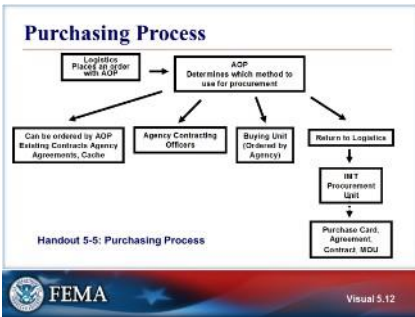 Purchasing Process
Logistics
Places an order
with AOP
AOP
Determines which method to
use for procurement
Can be ordered by AOP
Existing Contracts Agency
Agreements, Cache
Agency Contracting
Officers
Buying Unit
(Ordered by
Agency)
Return to Logistics
IMT
Procurement
Unit
Purchase Card,
Agreement,
Contract, MOU
Handout 5-5: Purchasing Process
FEMA
Visual 5.12